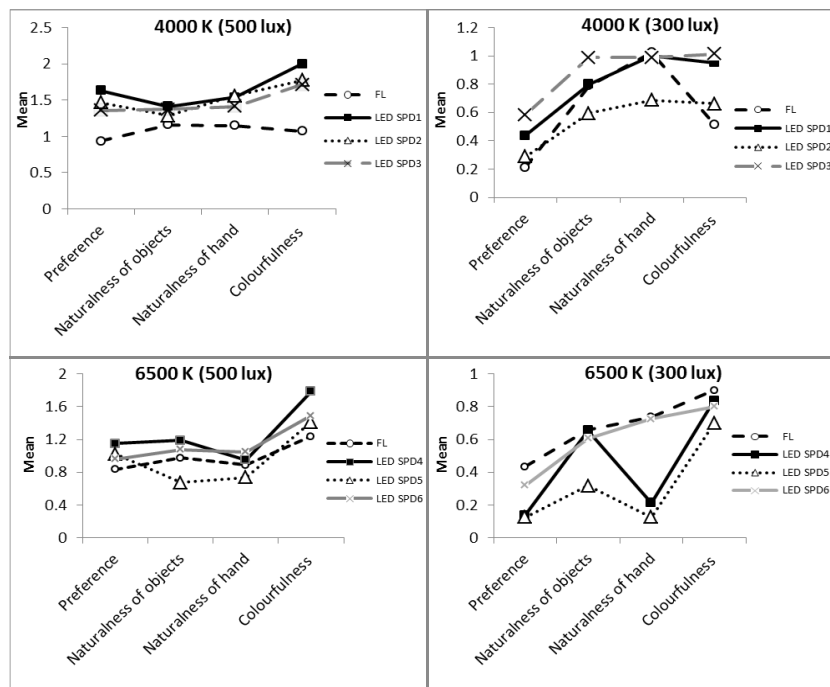 4000 K (500 lux)
2.5
2
1.5
1
0.5
0
Mean
Preference
Naturalness of objects
Naturalness of hand
Colourfulness
FL
LED SPD1
LED SPD2
LED SPD3
4000 K (300 lux)
1.2
1
0.8
0.6
0.4
0.2
0
Mean
Preference
Naturalness of objects
Naturalness of hand
Colourfulness
FL
LED SPD1
LED SPD2
LED SPD3
6500 K (500 lux)
2
1.6
1.2
0.8
0.4
0
Mean
Preference
Naturalness of objects
Naturalness of hand
Colourfulness
FL
LED SPD4
LED SPD5
LED SPD6
6500 K (300 lux)
1
0.8
0.6
0.4
0.2
0
Mean
Preference
Naturalness of objects
Naturalness of hand
Colourfulness
FL
LED SPD4
LED SPD5
LED SPD6